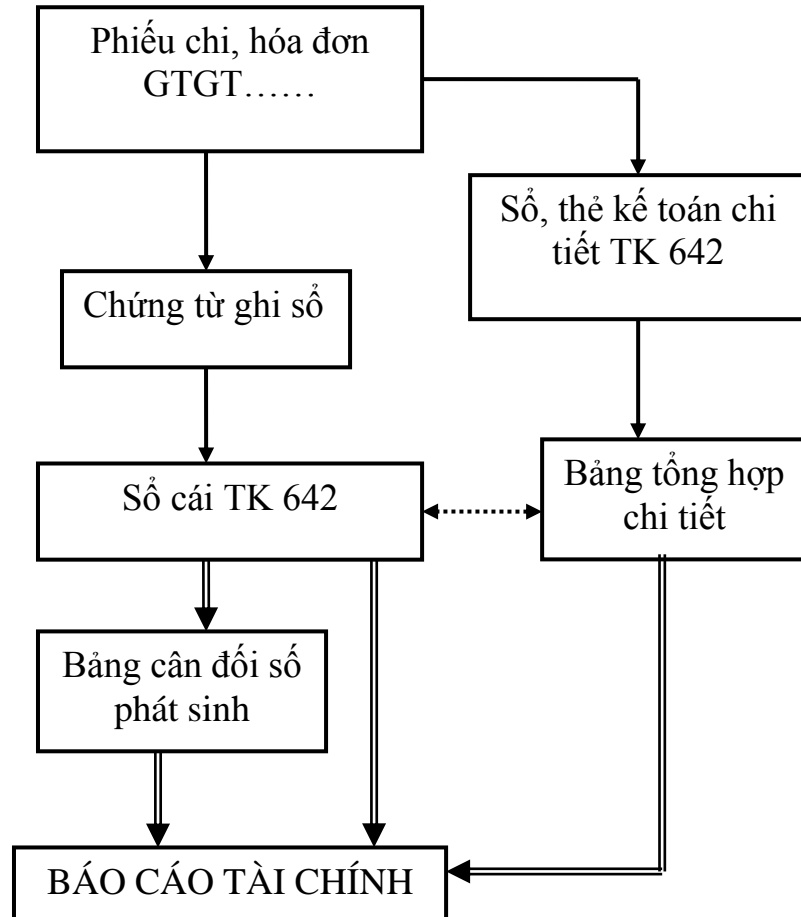 Phiếu chi, hóa đơn
GTGT……
Sổ, thẻ kế toán chi
tiết TK 642
Chứng từ ghi sổ
Sổ cái TK 642
Bảng tổng hợp
chi tiết
Bảng cân đối số
phát sinh
BÁO CÁO TÀI CHÍNH